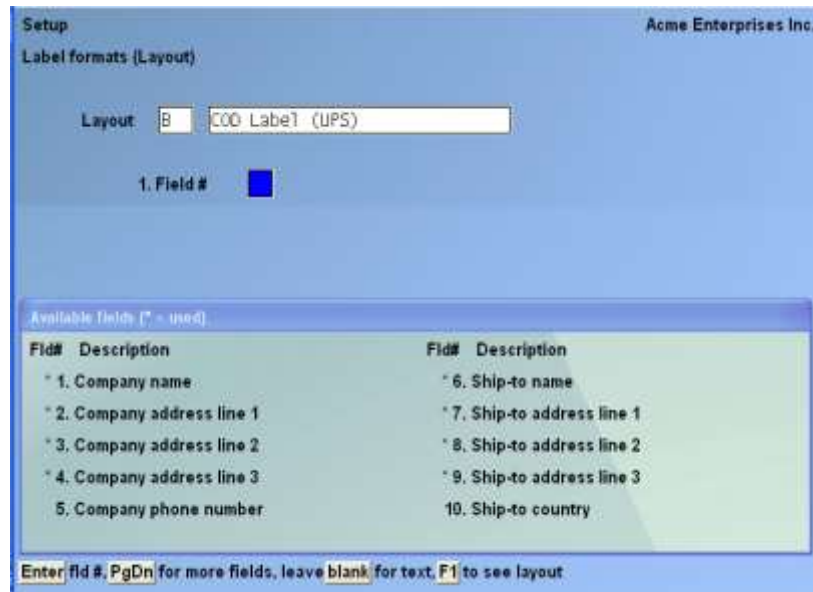 Setup Acme Enterprises Inc.
Label formats (Layout)
Layout B COD Label (UPS)
1. Field #
Available fields (* = used)
Fld# Description Fld# Description
* 1. Company name * 6. Ship-to name
* 2. Company address line 1 * 7. Ship-to address line 1
* 3. Company address line 2 * 8. Ship-to address line 2
* 4. Company address line 3 * 9. Ship-to address line 3
5. Company phone number 10. Ship-to country
Enter fld #, PgDn for more fields, leave blank for text, F1 to see layout